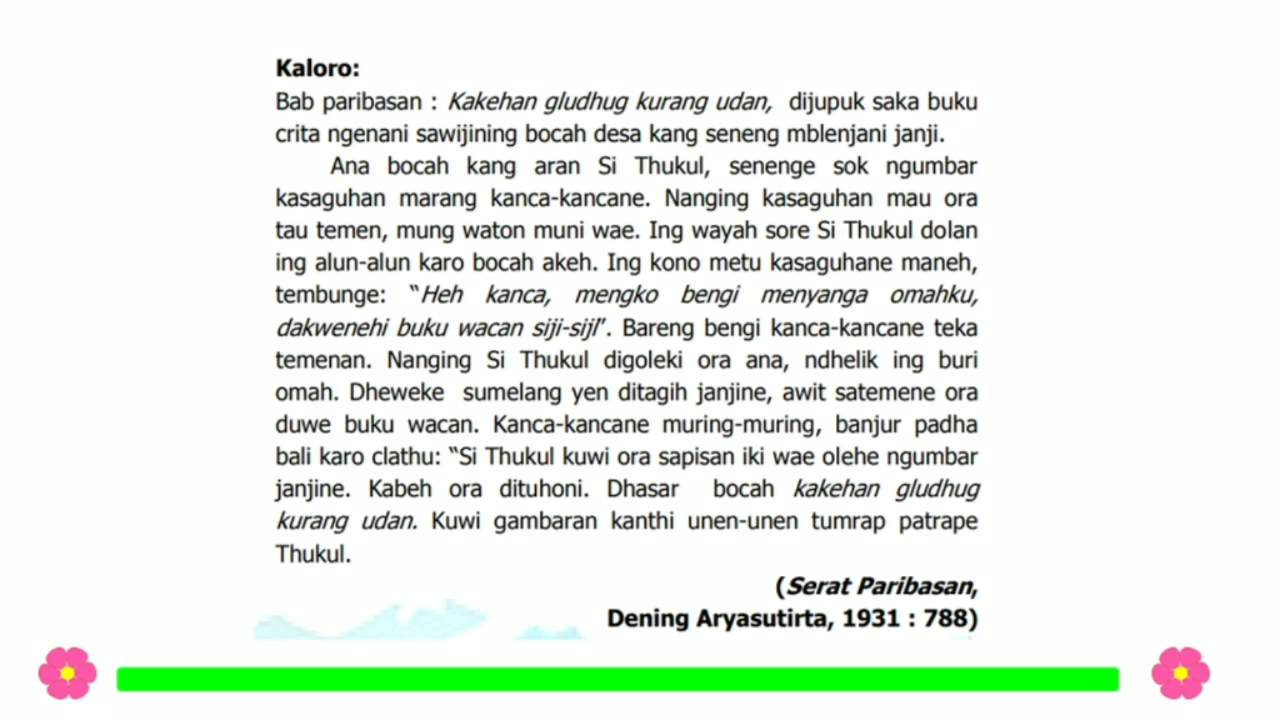 Kaloro:
Bab paribasan : Kakehan gludhug kurang udan, dijupuk saka buku
crita ngenani sawijining bocah desa kang seneng mblenjani janji.
Ana bocah kang aran Si Thukul, senenge sok ngumbar
kasaguhan marang kanca-kancane. Nanging kasaguhan mau ora
tau temen, mung waton muni wae. Ing wayah sore Si Thukul dolan
ing alun-alun karo bocah akeh. Ing kono metu kasaguhane maneh,
tembunge: “Heh kanca, mengko bengi menyanga omahku,
dakwenehi buku wacan siji-siji”. Bareng bengi kanca-kancane teka
temenan. Nanging Si Thukul digoleki ora ana, ndhelik ing buri
omah. Dheweke sumelang yen ditagih janjine, awit satemene ora
duwe buku wacan. Kanca-kancane muring-muring, banjur padha
bali karo clathu: “Si Thukul kuwi ora sapisan iki wae olehe ngumbar
janjine. Kabeh ora dituhoni. Dhasar bocah kakehan gludhug
kurang udan. Kuwi gambaran kanthi unen-unen tumrap patrape
Thukul.
(Serat Paribasan,
Dening Aryasutirta, 1931 : 788)